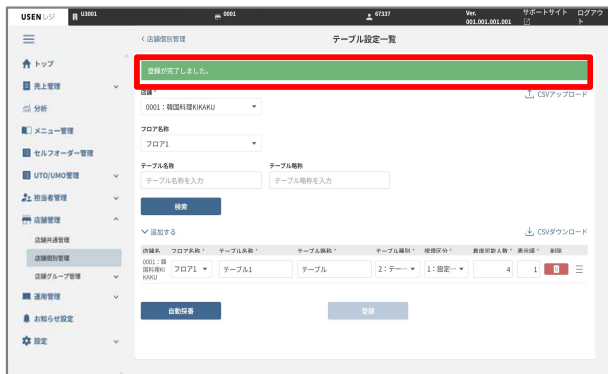 USEN レジ U3001 0001 67337 Ver. 001.001.001.001 サポートサイト ログアウト
< 店舗個別管理 テーブル設定一覧
トップ
売上管理
分析
メニュー管理
セルフオーダー管理
UTO/UMO管理
担当者管理
店舗管理
店舗共通管理
店舗個別管理
店舗グループ管理
運用管理
お知らせ設定
設定
登録が完了しました。
店舗 *
CSVアップロード
0001：韓国料理KIKAKU
フロア名称
フロア1
テーブル名称 テーブル略称
テーブル名称を入力 テーブル略称を入力
検索
追加する CSVダウンロード
店舗名 フロア名称 * テーブル名称 * テーブル略称 * テーブル種別 * 喫煙区分 * 着席可能人数 * 表示順 * 削除
0001：韓国料理KIKAKU フロア1 テーブル1 テーブル 2：テー… 1：設定… 4 1
自動採番 登録